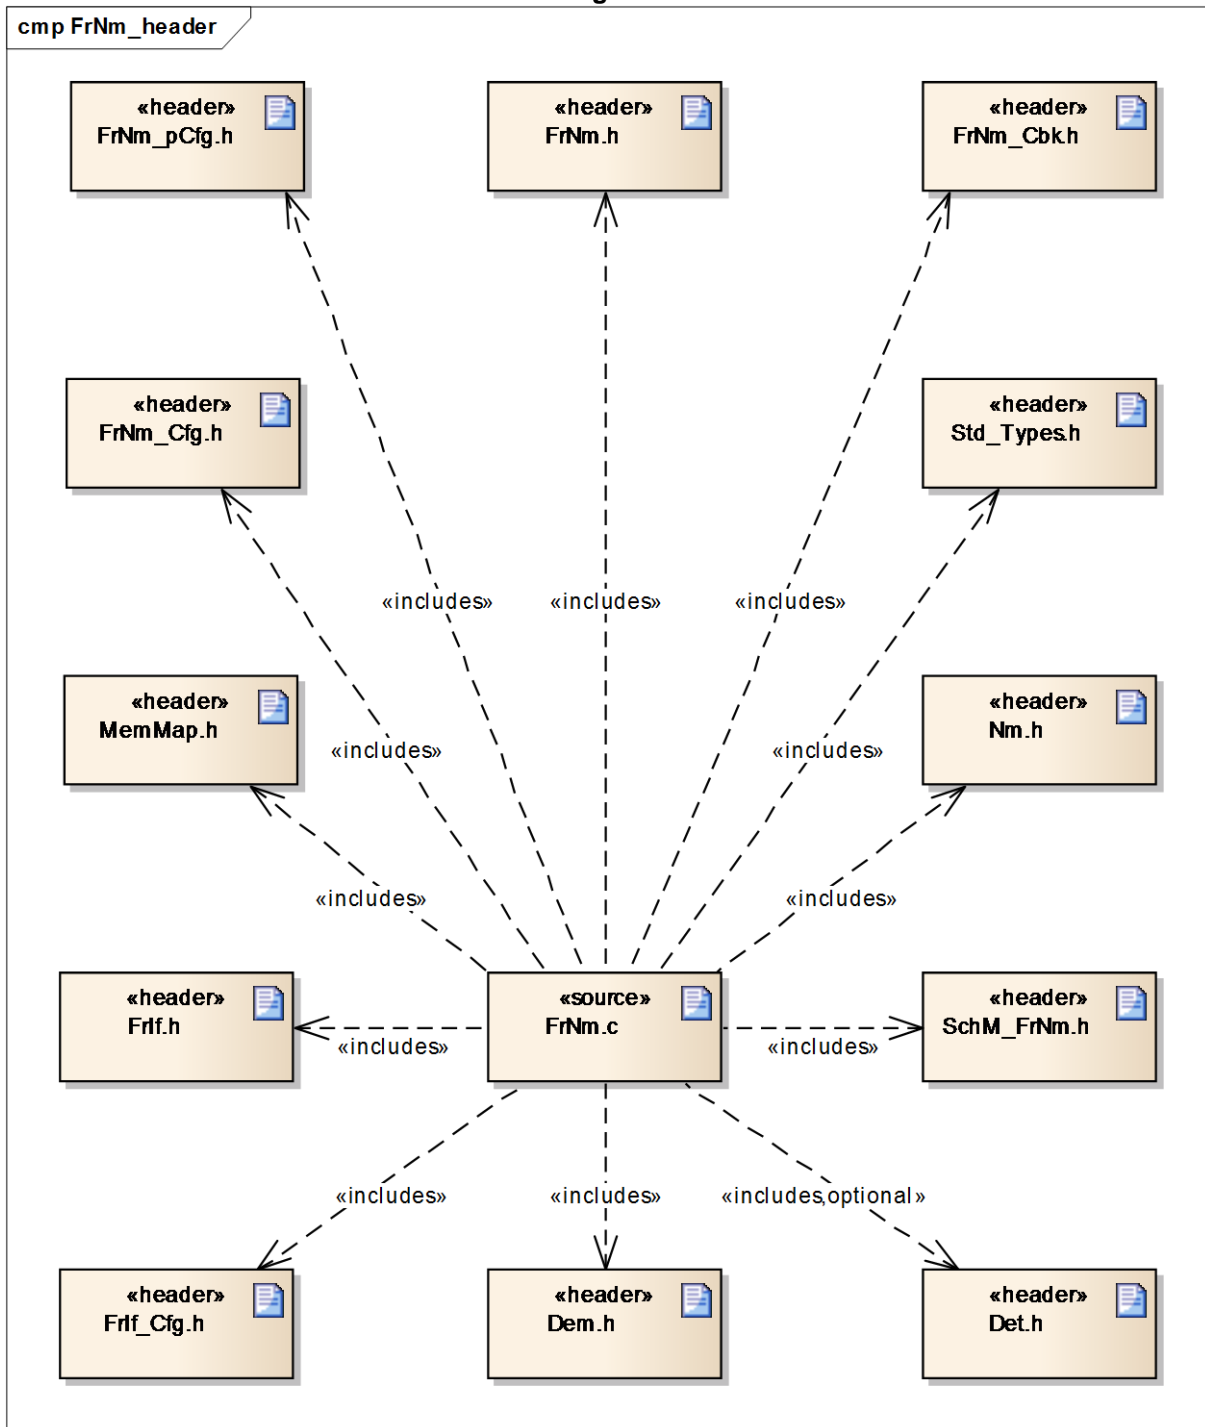 cmp FrNm_header
«header»
FrNm_pCfg.h
«header»
FrNm.h
«header»
FrNm_Cbk.h
«header»
FrNm_Cfg.h
«header»
Std_Types.h
«includes»
«includes»
«includes»
«header»
MemMap.h
«header»
Nm.h
«includes»
«includes»
«includes»
«includes»
«header»
FrIf.h
«source»
FrNm.c
«header»
SchM_FrNm.h
«includes»
«includes»
«includes»
«includes»
«includes,optional»
«header»
FrIf_Cfg.h
«header»
Dem.h
«header»
Det.h